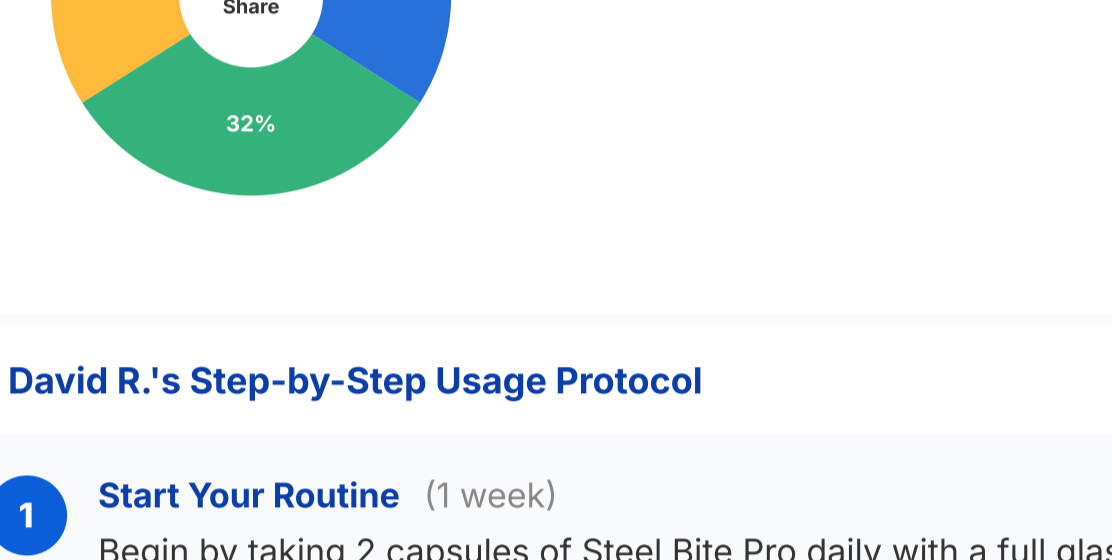 Share
32%
David R.'s Step-by-Step Usage Protocol
1
Start Your Routine (1 week)
Begin by taking 2 capsules of Steel Bite Pro daily with a full